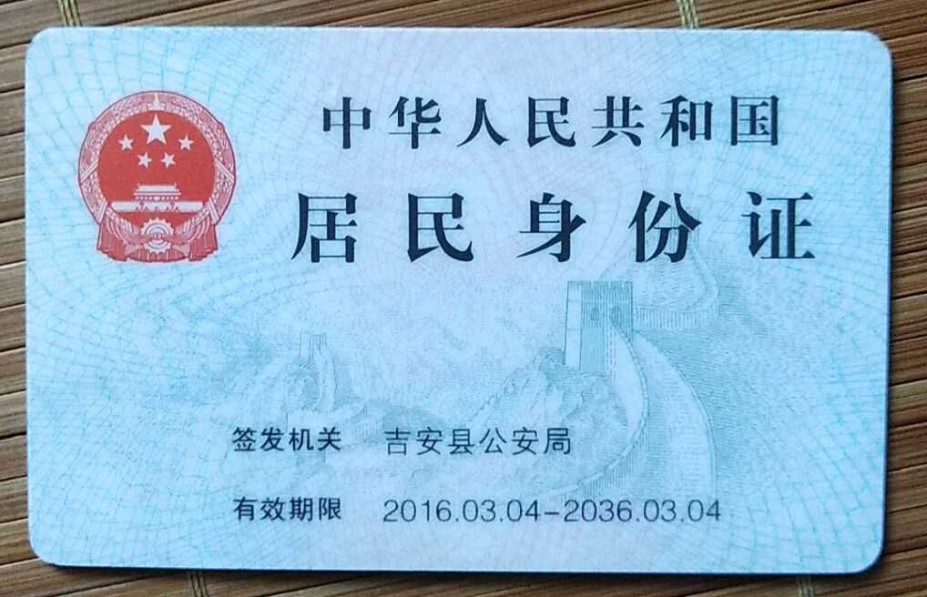 中华人民共和国
居民身份证
签发机关 吉安县公安局
有效期限 2016.03.04-2036.03.04